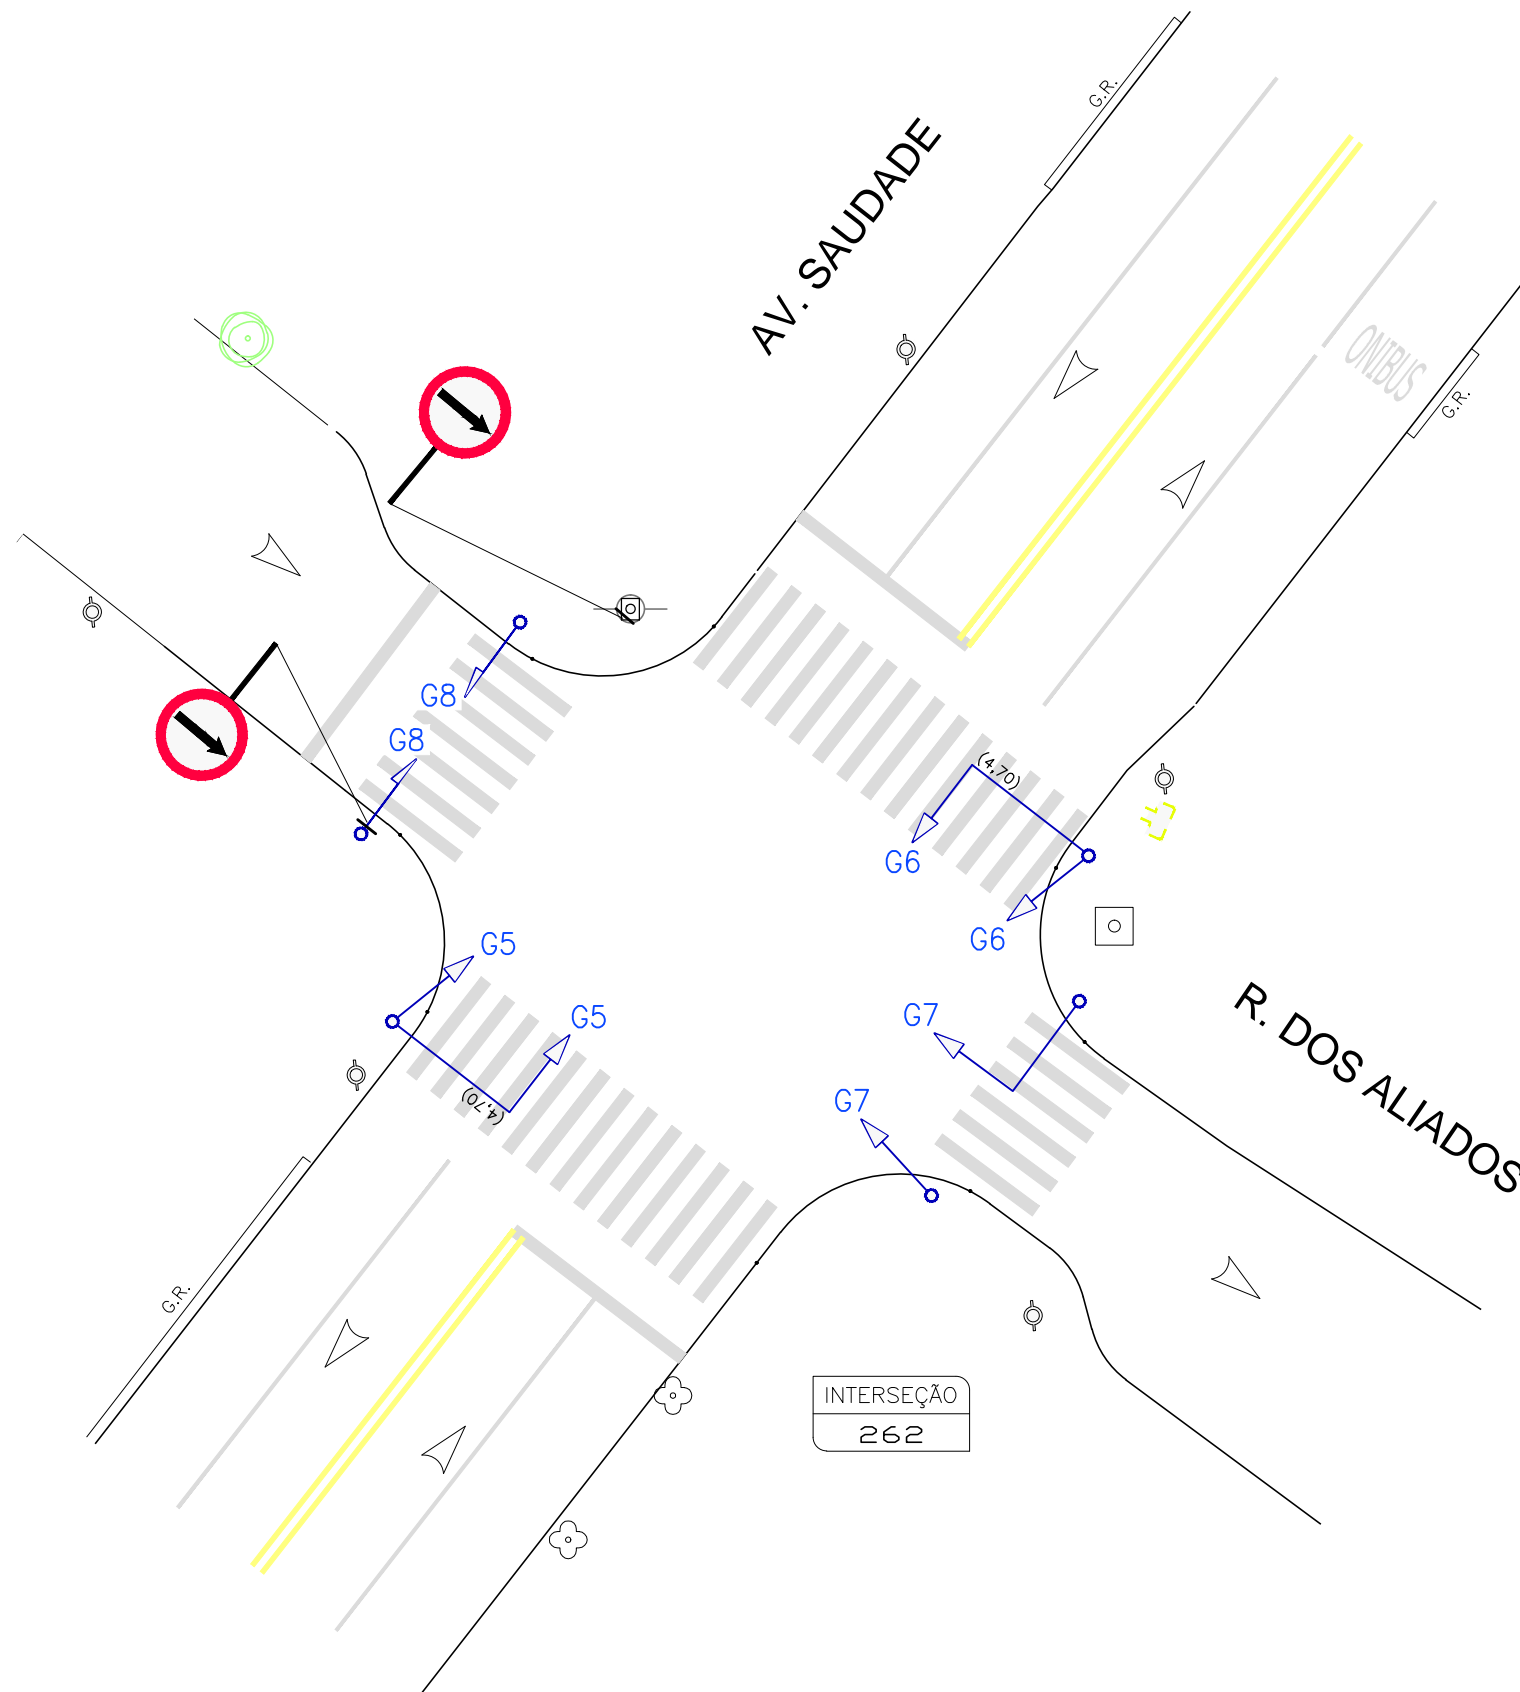 G.R.
AV. SAUDADE
ONIBUS
G.R.
G8
G8
(4,70)
G6
G6
G5
G5
(4,70)
G7
G7
R. DOS ALIADOS
G.R.
INTERSEÇÃO
262